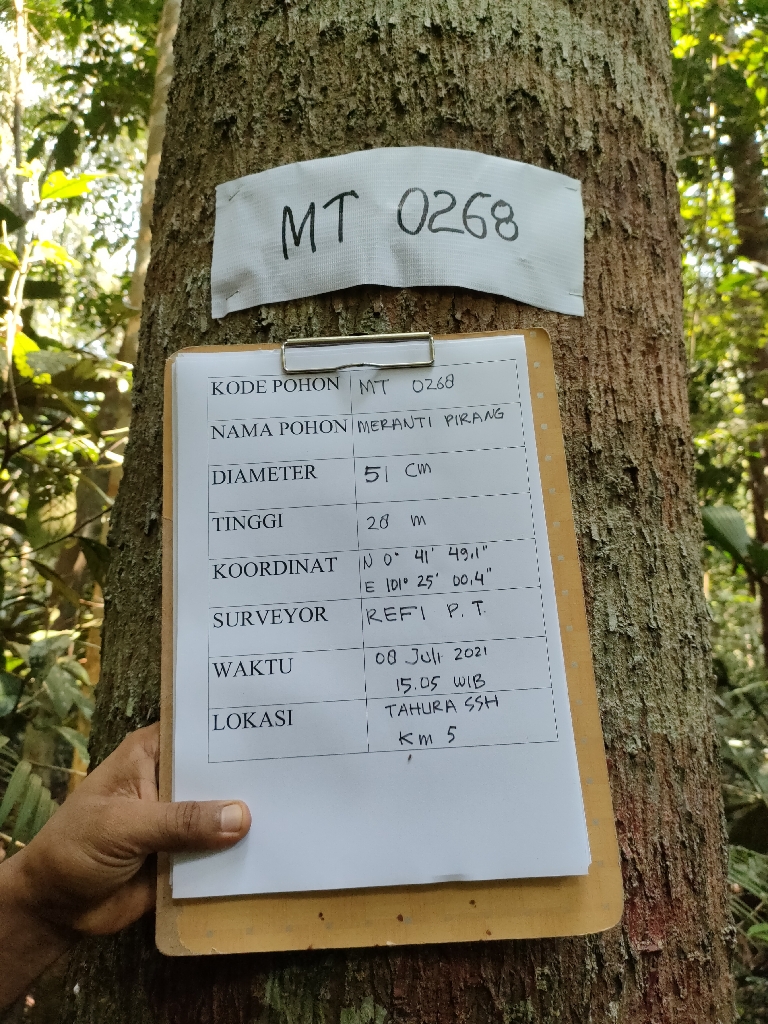 MT 0268
KODE POHON MT 0268
NAMA POHON MERANTI PIRANG
DIAMETER 51 cm
TINGGI 28 m
KOORDINAT N 0° 41' 49,1"
E 101° 25' 00,4"
SURVEYOR REFI P.T.
WAKTU 08 Juli 2021
15.05 WIB
LOKASI TAHURA SSH
Km 5